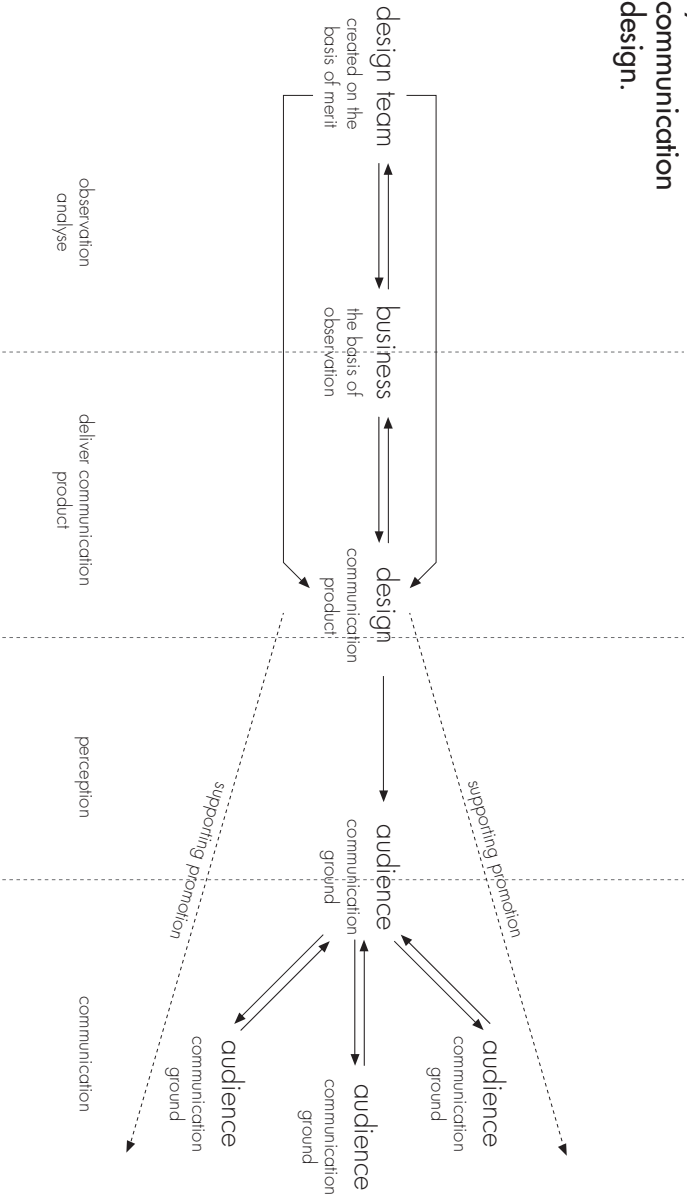 communication
design.
design team
created on the
basis of merit
business
the basis of
observation
design
communication
product
audience
communication
ground
supporting promotion
supporting promotion
audience
communication
ground
audience
communication
ground
audience
communication
ground
observation
analyse
deliver communication
product
perception
communication